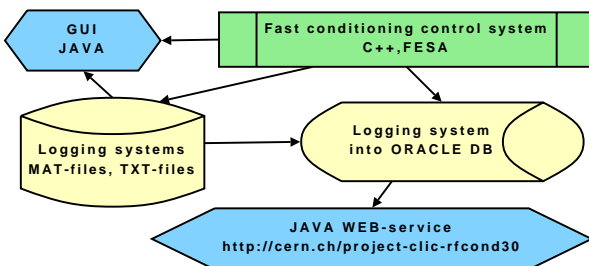 GUI
JAVA
Fast conditioning control system
C++,FESA
Logging systems
MAT-files, TXT-files
Logging system
into ORACLE DB
JAVA WEB-service
http://cern.ch/project-clic-rfcond30